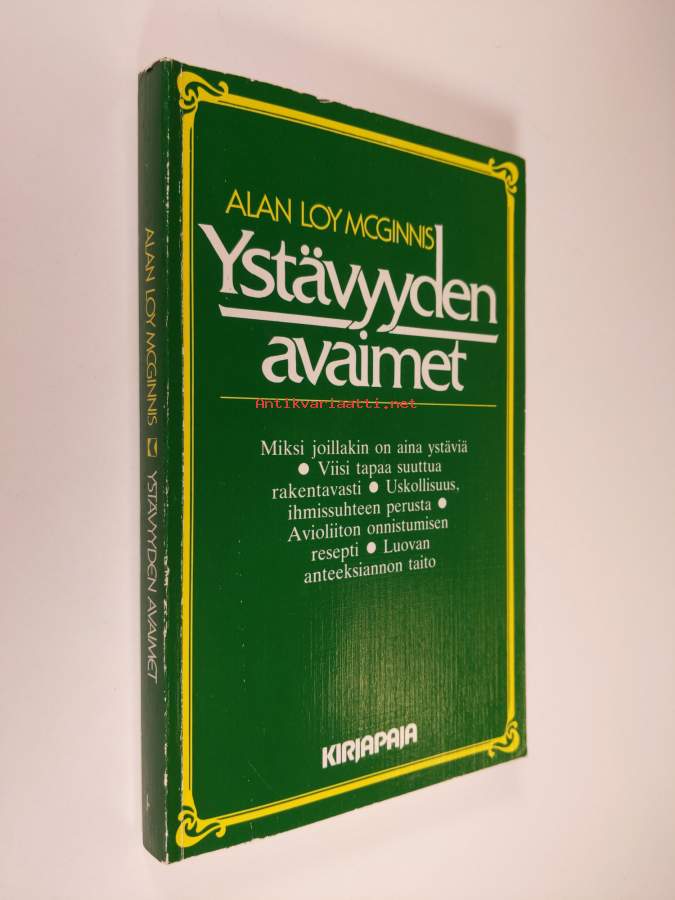 ALAN LOY MCGINNIS
Ystävyyden
avaimet
Antikvariaatti.net
Miksi joillakin on aina ystäviä
● Viisi tapaa suuttua
rakentavasti ● Uskollisuus,
ihmissuhteen perusta ●
Avioliiton onnistumisen
resepti ● Luovan
anteeksiannon taito
KIRJAPAJA
ALAN LOY MCGINNIS YSTÄVYYDEN AVAIMET